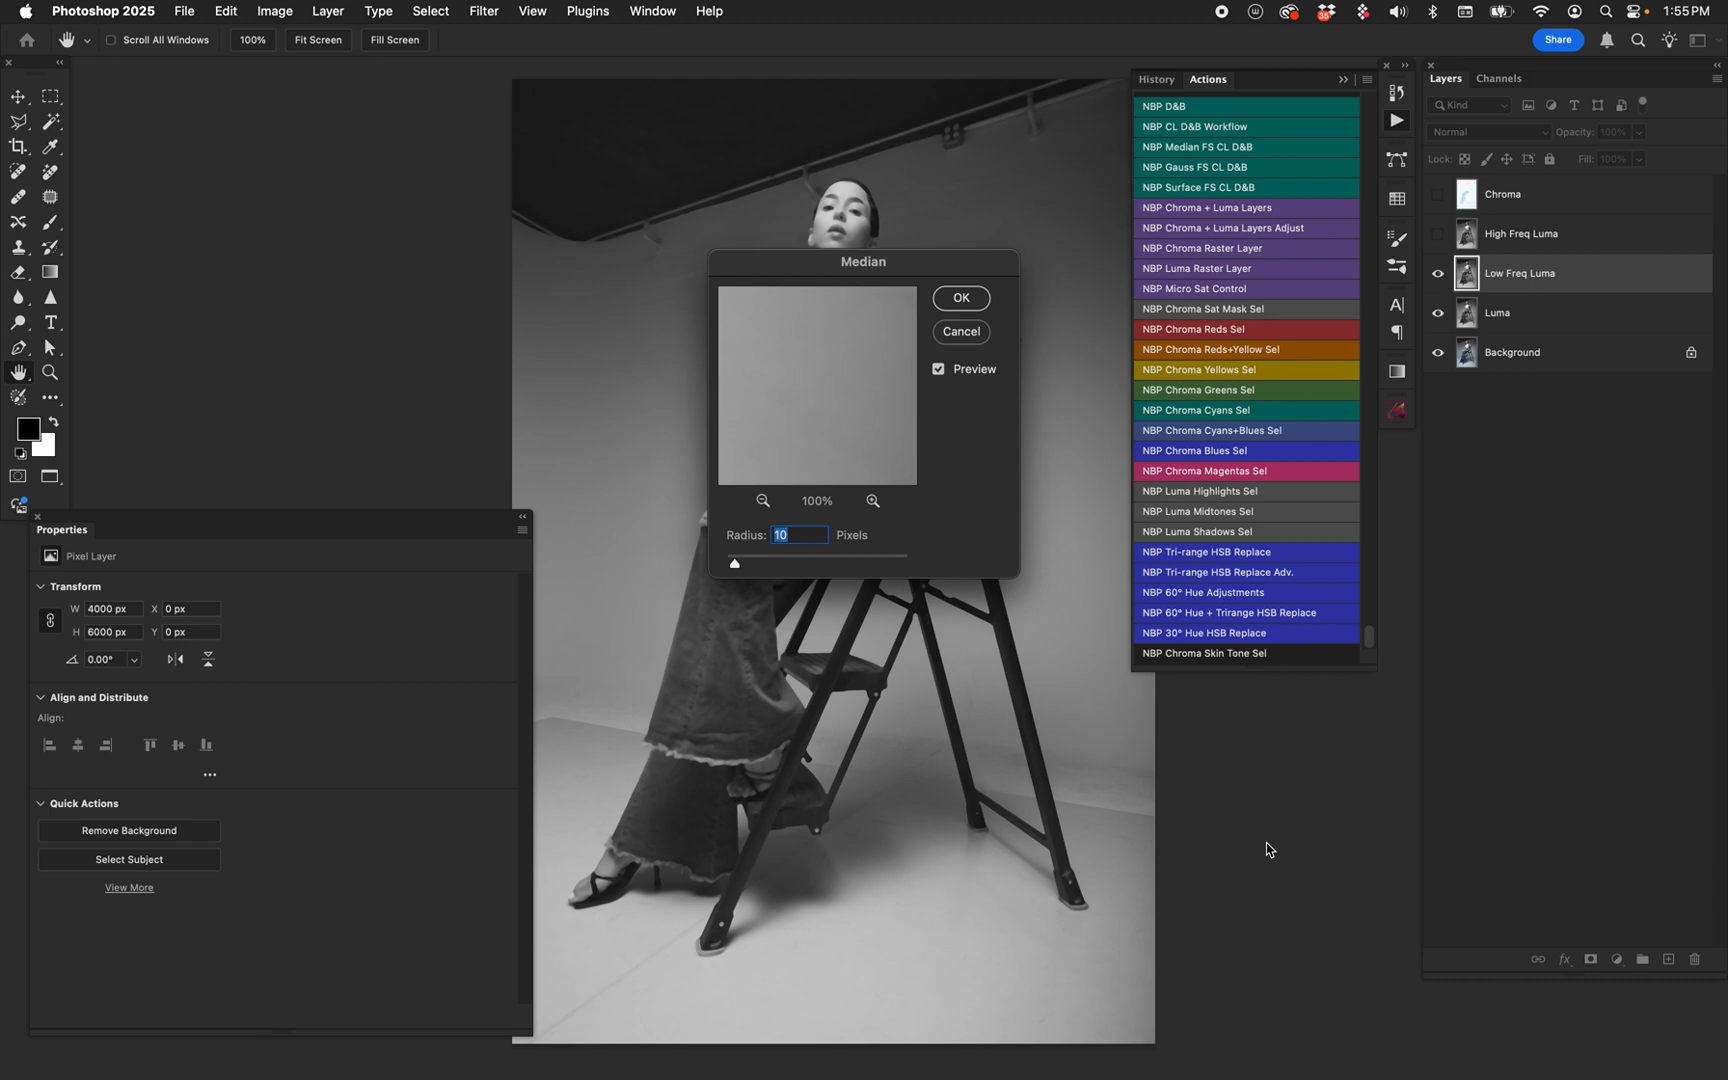 Photoshop 2025 File Edit Image Layer Type Select Filter View Plugins Window Help
35
1:55 PM
Scroll All Windows 100% Fit Screen Fill Screen Share
History Actions
NBP D&B
NBP CL D&B Workflow
NBP Median FS CL D&B
NBP Gauss FS CL D&B
NBP Surface FS CL D&B
NBP Chroma + Luma Layers
NBP Chroma + Luma Layers Adjust
NBP Chroma Raster Layer
NBP Luma Raster Layer
NBP Micro Sat Control
NBP Chroma Sat Mask Sel
NBP Chroma Reds Sel
NBP Chroma Reds+Yellow Sel
NBP Chroma Yellows Sel
NBP Chroma Greens Sel
NBP Chroma Cyans Sel
NBP Chroma Cyans+Blues Sel
NBP Chroma Blues Sel
NBP Chroma Magentas Sel
NBP Luma Highlights Sel
NBP Luma Midtones Sel
NBP Luma Shadows Sel
NBP Tri-range HSB Replace
NBP Tri-range HSB Replace Adv.
NBP 60° Hue Adjustments
NBP 60° Hue + Trirange HSB Replace
NBP 30° Hue HSB Replace
NBP Chroma Skin Tone Sel
Layers Channels
Kind
Normal Opacity: 100%
Lock: Fill: 100%
Chroma
High Freq Luma
Low Freq Luma
Luma
Background
Median
OK
Cancel
Preview
100%
Radius: 10 Pixels
Properties
Pixel Layer
Transform
W 4000 px X 0 px
H 6000 px Y 0 px
0.00°
Align and Distribute
Align:
Quick Actions
Remove Background
Select Subject
View More